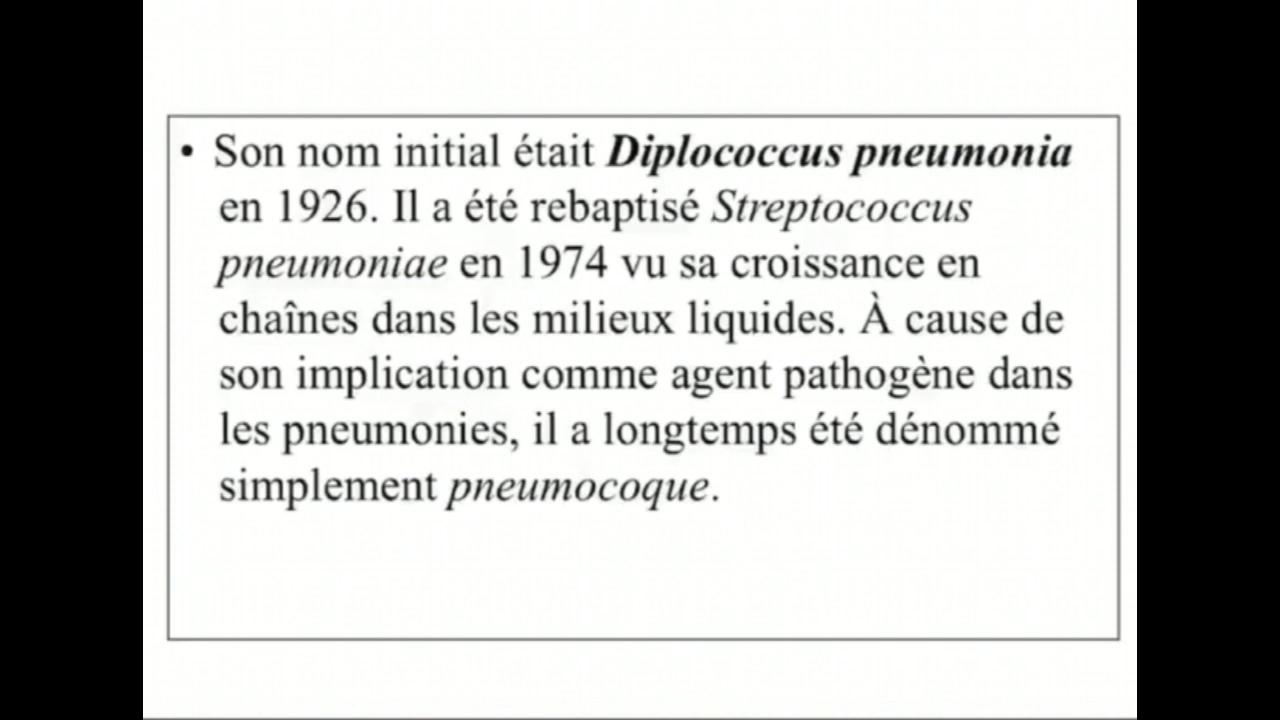 • Son nom initial était Diplococcus pneumonia
en 1926. Il a été rebaptisé Streptococcus
pneumoniae en 1974 vu sa croissance en
chaînes dans les milieux liquides. À cause de
son implication comme agent pathogène dans
les pneumonies, il a longtemps été dénommé
simplement pneumocoque.